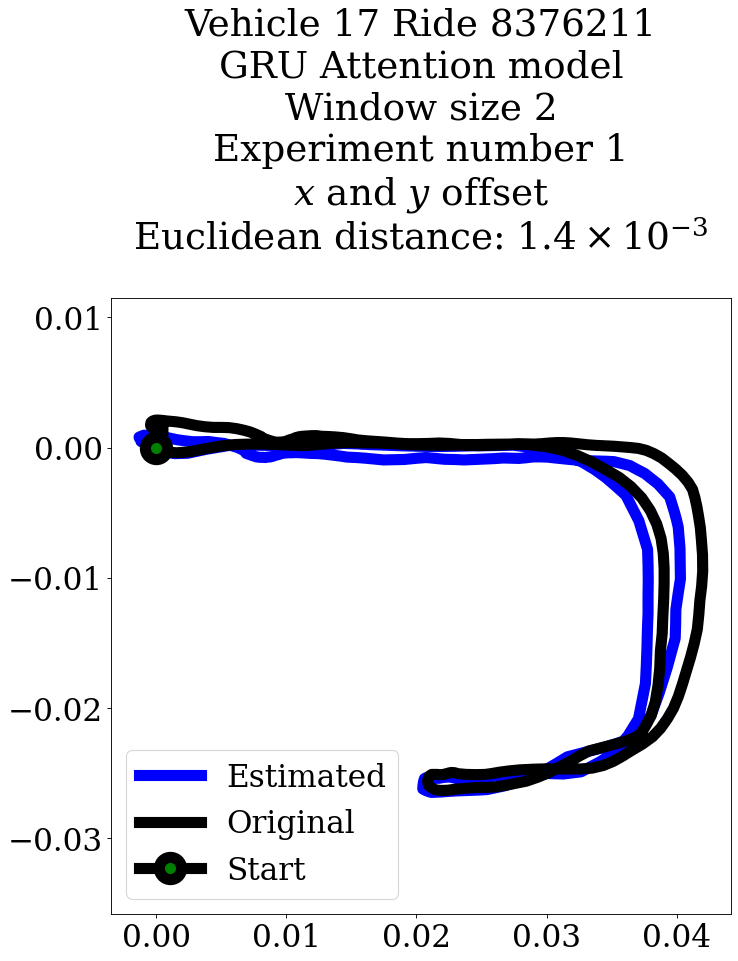 Vehicle 17 Ride 8376211
GRU Attention model
Window size 2
Experiment number 1
x and y offset
Euclidean distance: 1.4 × 10⁻³
0.01
0.00
−0.01
−0.02
−0.03
Estimated
Original
Start
0.00 0.01 0.02 0.03 0.04